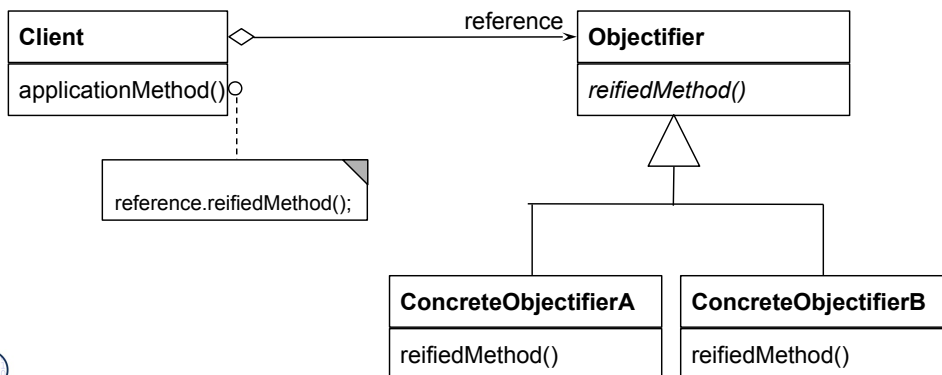 reference
Client
Objectifier
applicationMethod()
reifiedMethod()
reference.reifiedMethod();
ConcreteObjectifierA
ConcreteObjectifierB
reifiedMethod()
reifiedMethod()